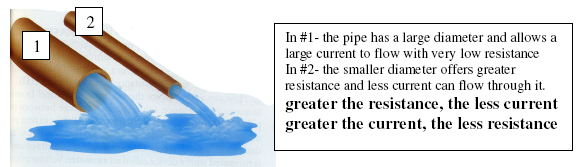 1
2
In #1- the pipe has a large diameter and allows a
large current to flow with very low resistance
In #2- the smaller diameter offers greater
resistance and less current can flow through it.
greater the resistance, the less current
greater the current, the less resistance